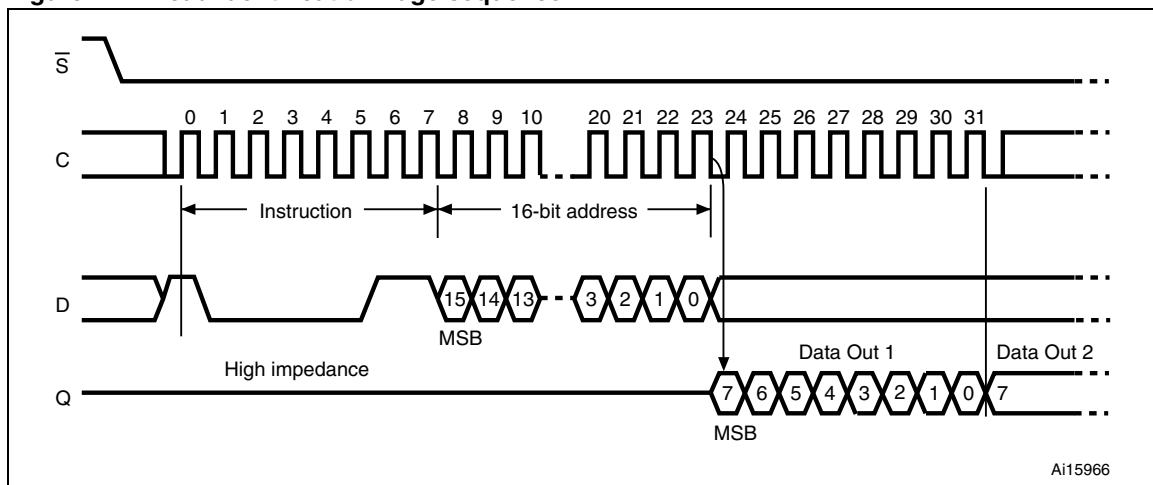 S
0 1 2 3 4 5 6 7 8 9 10 20 21 22 23 24 25 26 27 28 29 30 31
C
Instruction 16-bit address
D 15 14 13 3 2 1 0
MSB
Data Out 1 Data Out 2
High impedance
Q 7 6 5 4 3 2 1 0 7
MSB
Ai15966